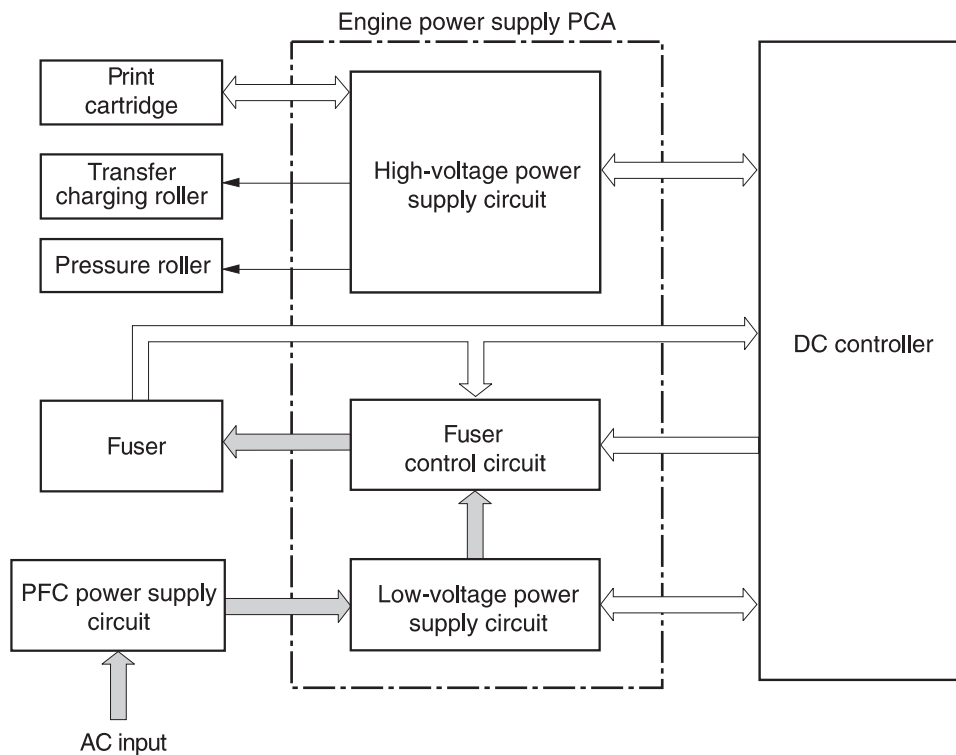 Engine power supply PCA
Print
cartridge
Transfer
charging roller
Pressure roller
High-voltage power
supply circuit
DC controller
Fuser
Fuser
control circuit
PFC power supply
circuit
Low-voltage power
supply circuit
AC input